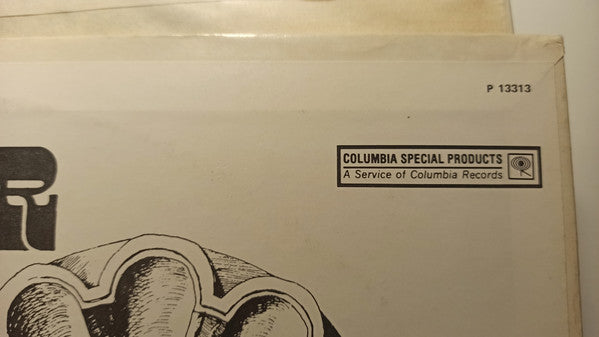 P 13313
COLUMBIA SPECIAL PRODUCTS
A Service of Columbia Records
R